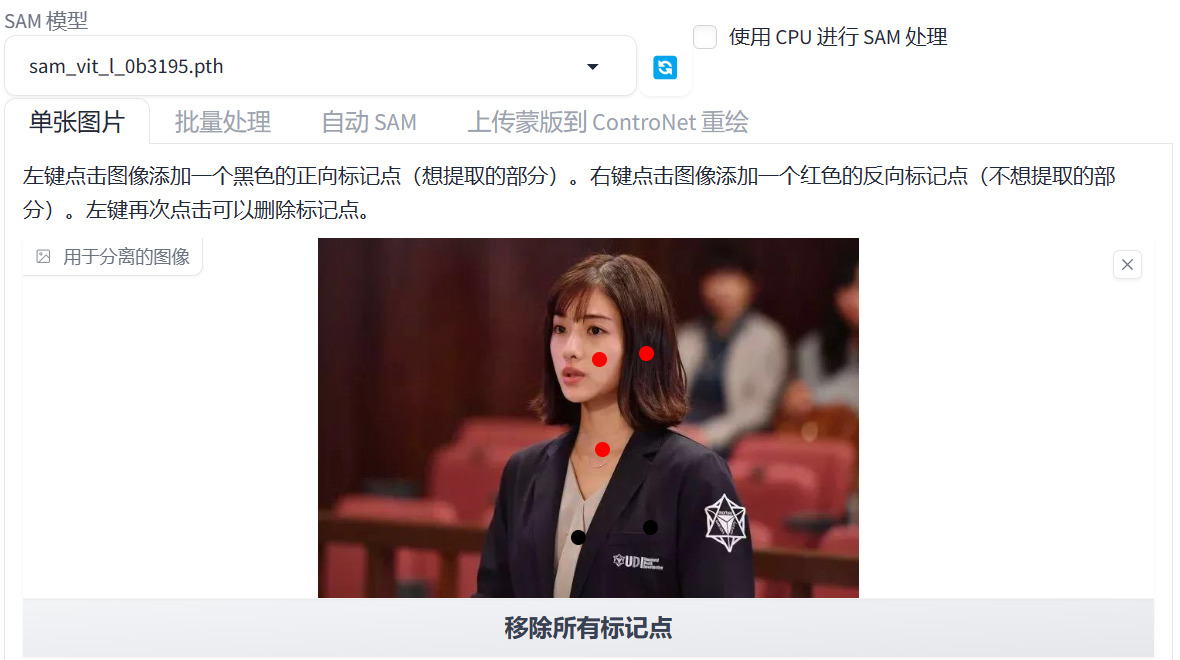 SAM 模型
使用 CPU 进行 SAM 处理
sam_vit_l_0b3195.pth
单张图片 批量处理 自动 SAM 上传蒙版到 ControNet 重绘
左键点击图像添加一个黑色的正向标记点（想提取的部分）。右键点击图像添加一个红色的反向标记点（不想提取的部
分）。左键再次点击可以删除标记点。
用于分离的图像
UDI
移除所有标记点